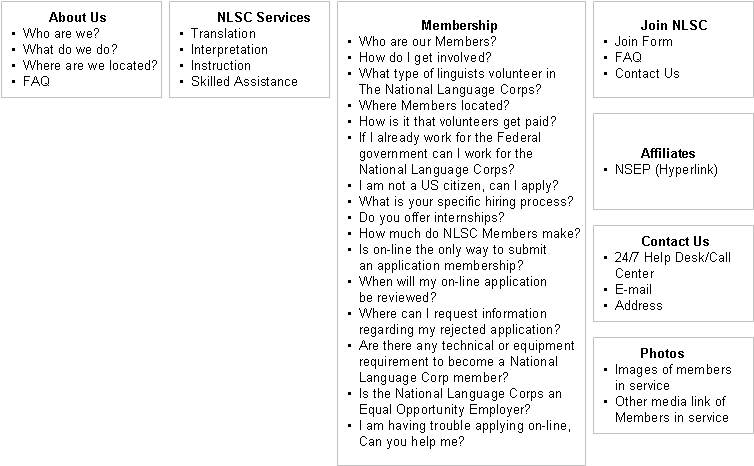 About Us
• Who are we?
• What do we do?
• Where are we located?
• FAQ
NLSC Services
• Translation
• Interpretation
• Instruction
• Skilled Assistance
Membership
• Who are our Members?
• How do I get involved?
• What type of linguists volunteer in
The National Language Corps?
• Where Members located?
• How is it that volunteers get paid?
• If I already work for the Federal
government can I work for the
National Language Corps?
• I am not a US citizen, can I apply?
• What is your specific hiring process?
• Do you offer internships?
• How much do NLSC Members make?
• Is on-line the only way to submit
an application membership?
• When will my on-line application
be reviewed?
• Where can I request information
regarding my rejected application?
• Are there any technical or equipment
requirement to become a National
Language Corp member?
• Is the National Language Corps an
Equal Opportunity Employer?
• I am having trouble applying on-line,
Can you help me?
Join NLSC
• Join Form
• FAQ
• Contact Us
Affiliates
• NSEP (Hyperlink)
Contact Us
• 24/7 Help Desk/Call
Center
• E-mail
• Address
Photos
• Images of members
in service
• Other media link of
Members in service